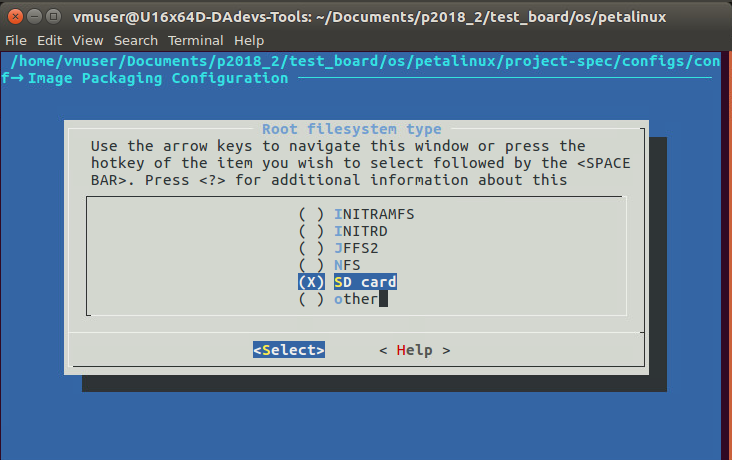 vmuser@U16x64D-DAdevs-Tools: ~/Documents/p2018_2/test_board/os/petalinux
File Edit View Search Terminal Help
/home/vmuser/Documents/p2018_2/test_board/os/petalinux/project-spec/configs/con
f→ Image Packaging Configuration
Root filesystem type
Use the arrow keys to navigate this window or press the
hotkey of the item you wish to select followed by the <SPACE
BAR>. Press <?> for additional information about this
( ) INITRAMFS
( ) INITRD
( ) JFFS2
( ) NFS
(X) SD card
( ) other
<Select> < Help >